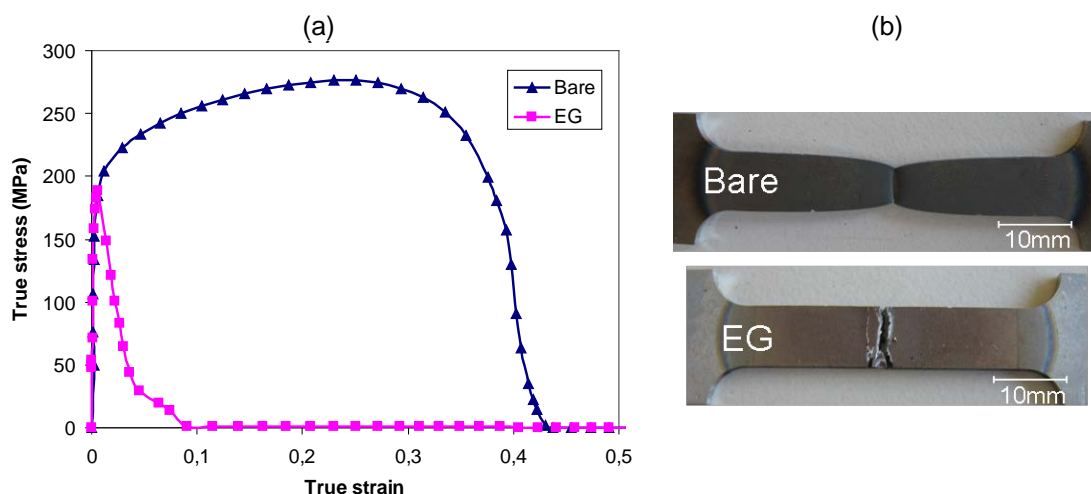 (a)
300
250
200
150
100
50
0
True stress (MPa)
0 0,1 0,2 0,3 0,4 0,5
True strain
Bare
EG
(b)
Bare
10mm
EG
10mm